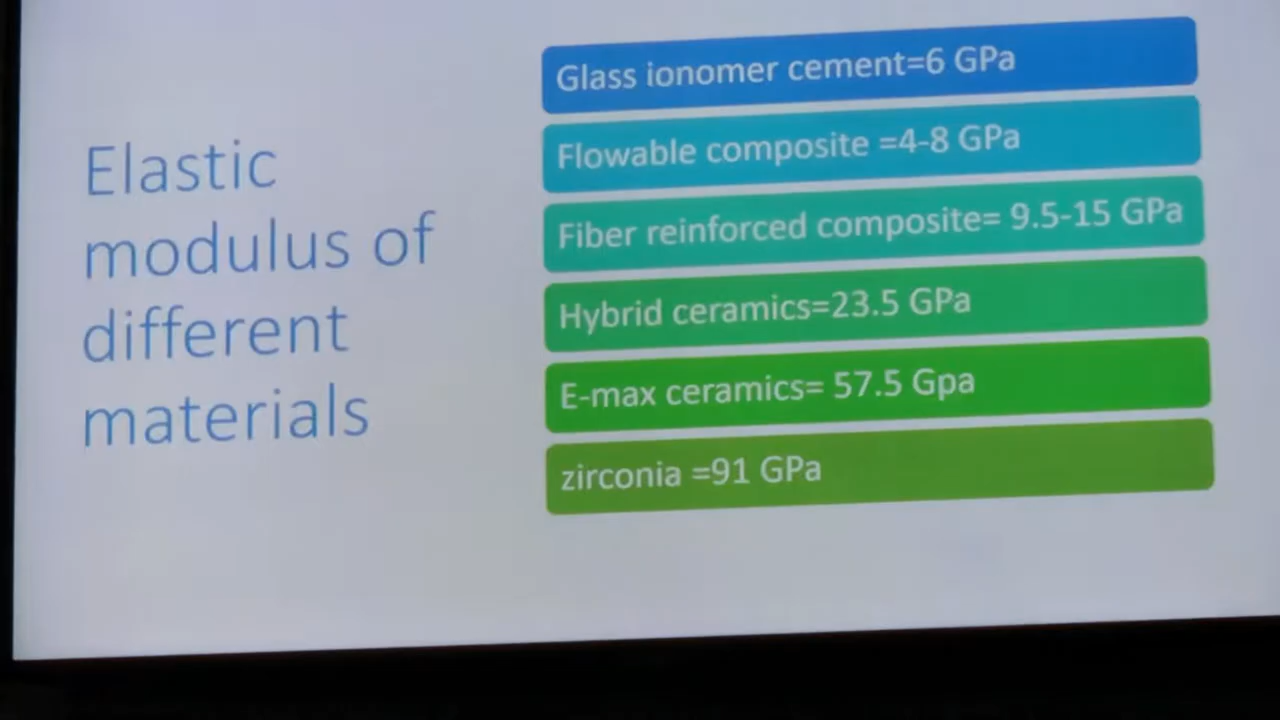 Elastic
modulus of
different
materials
Glass ionomer cement=6 GPa
Flowable composite =4-8 GPa
Fiber reinforced composite= 9.5-15 GPa
Hybrid ceramics=23.5 GPa
E-max ceramics= 57.5 Gpa
zirconia =91 GPa